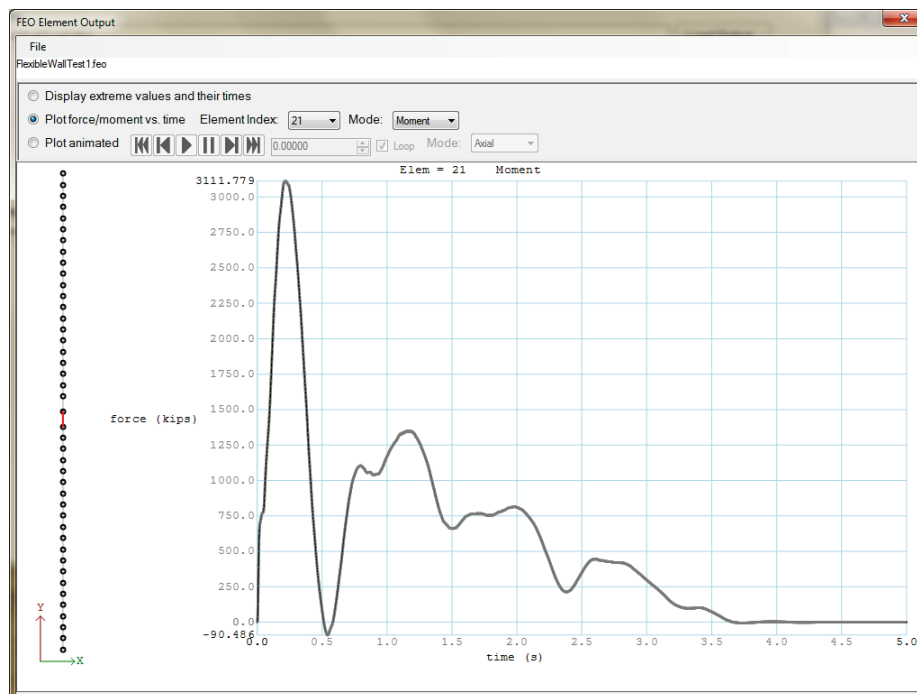 FEO Element Output
File
FlexibleWallTest1.feo
Display extreme values and their times
Plot force/moment vs. time Element Index: 21 Mode: Moment
Plot animated 0.00000 Loop Mode: Axial
Elem = 21 Moment
3111.779
3000.0
2750.0
2500.0
2250.0
2000.0
1750.0
1500.0
force (kips)
1250.0
1000.0
750.0
500.0
250.0
0.0
-90.486
Y
X
0.0 0.5 1.0 1.5 2.0 2.5 3.0 3.5 4.0 4.5 5.0
time (s)